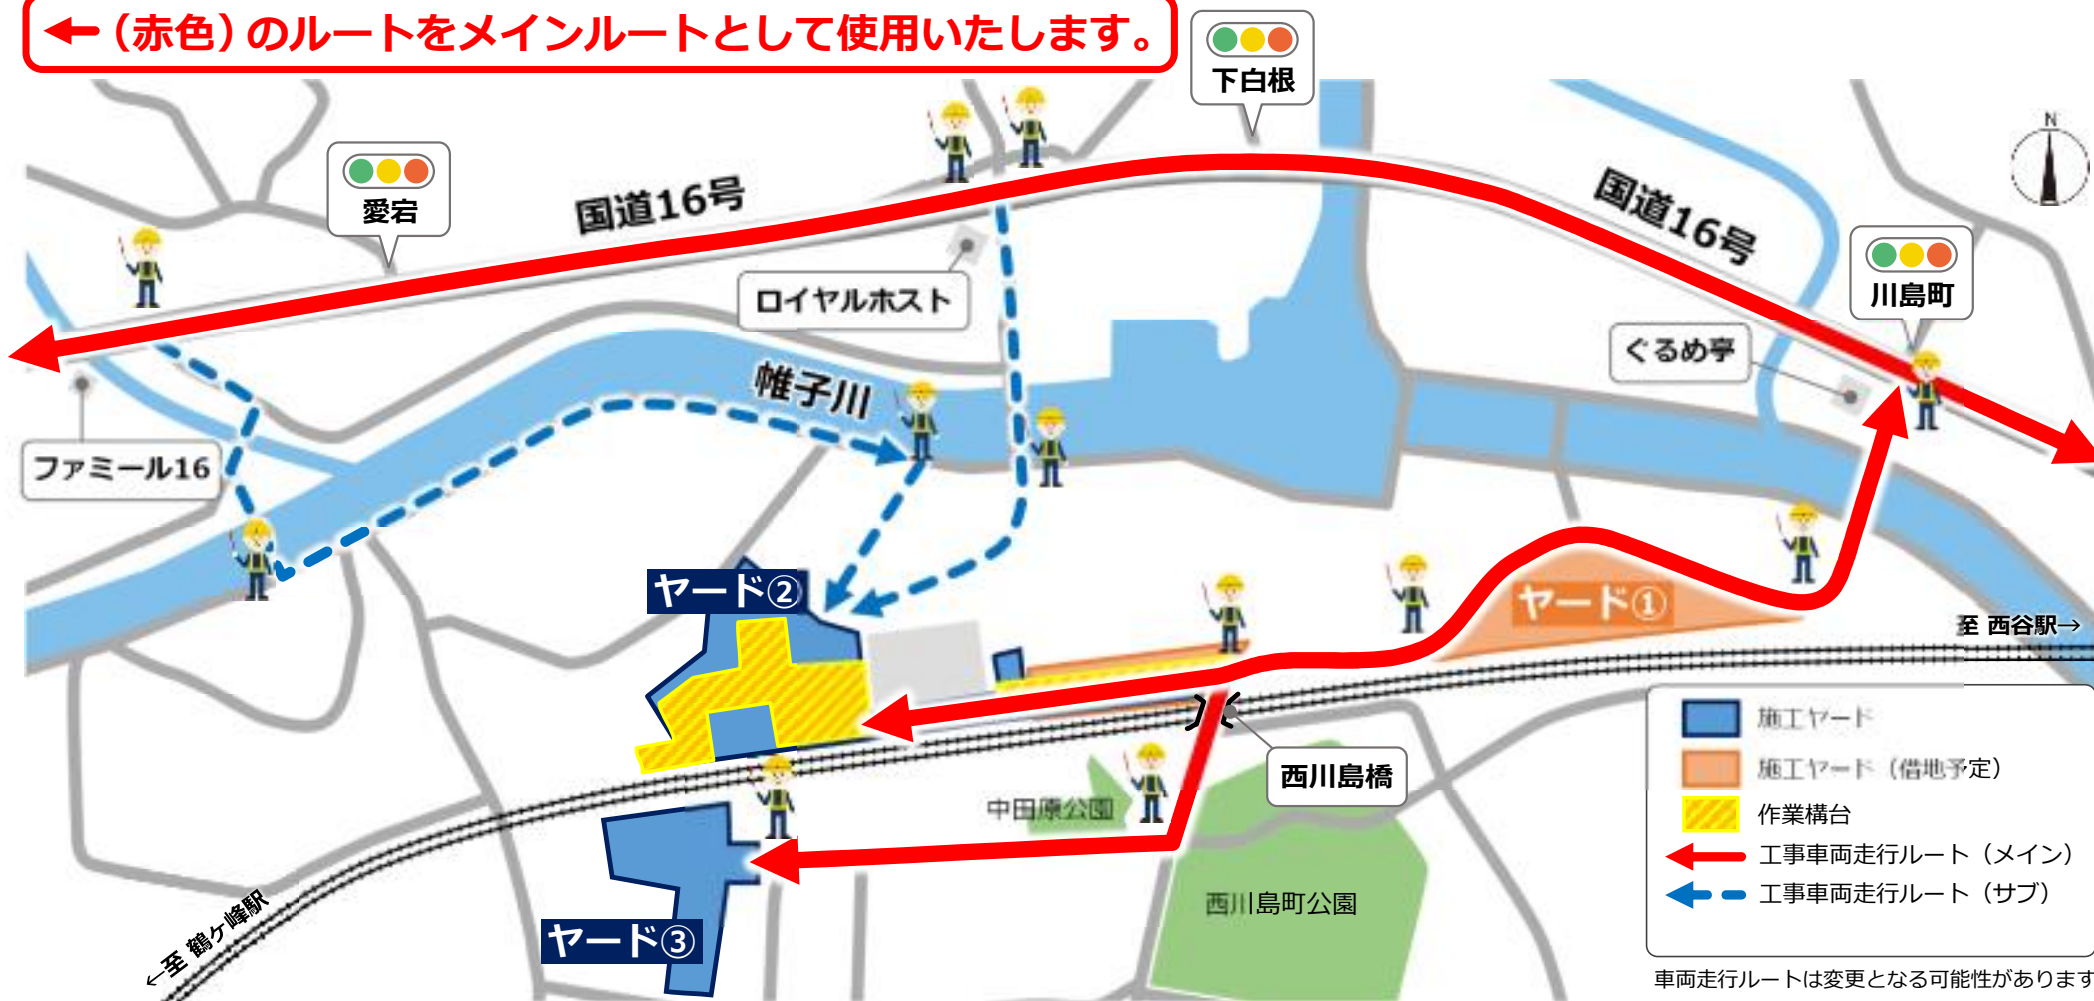 ←（赤色）のルートをメインルートとして使用いたします。
下白根
愛宕
国道16号
国道16号
N
川島町
ロイヤルホスト
ぐるめ亭
帷子川
ファミール16
ヤード②
ヤード①
至 西谷駅→
西川島橋
中田原公園
西川島町公園
ヤード③
←至 鶴ケ峰駅
施工ヤード
施工ヤード（借地予定）
作業構台
工事車両走行ルート（メイン）
工事車両走行ルート（サブ）
車両走行ルートは変更となる可能性があります